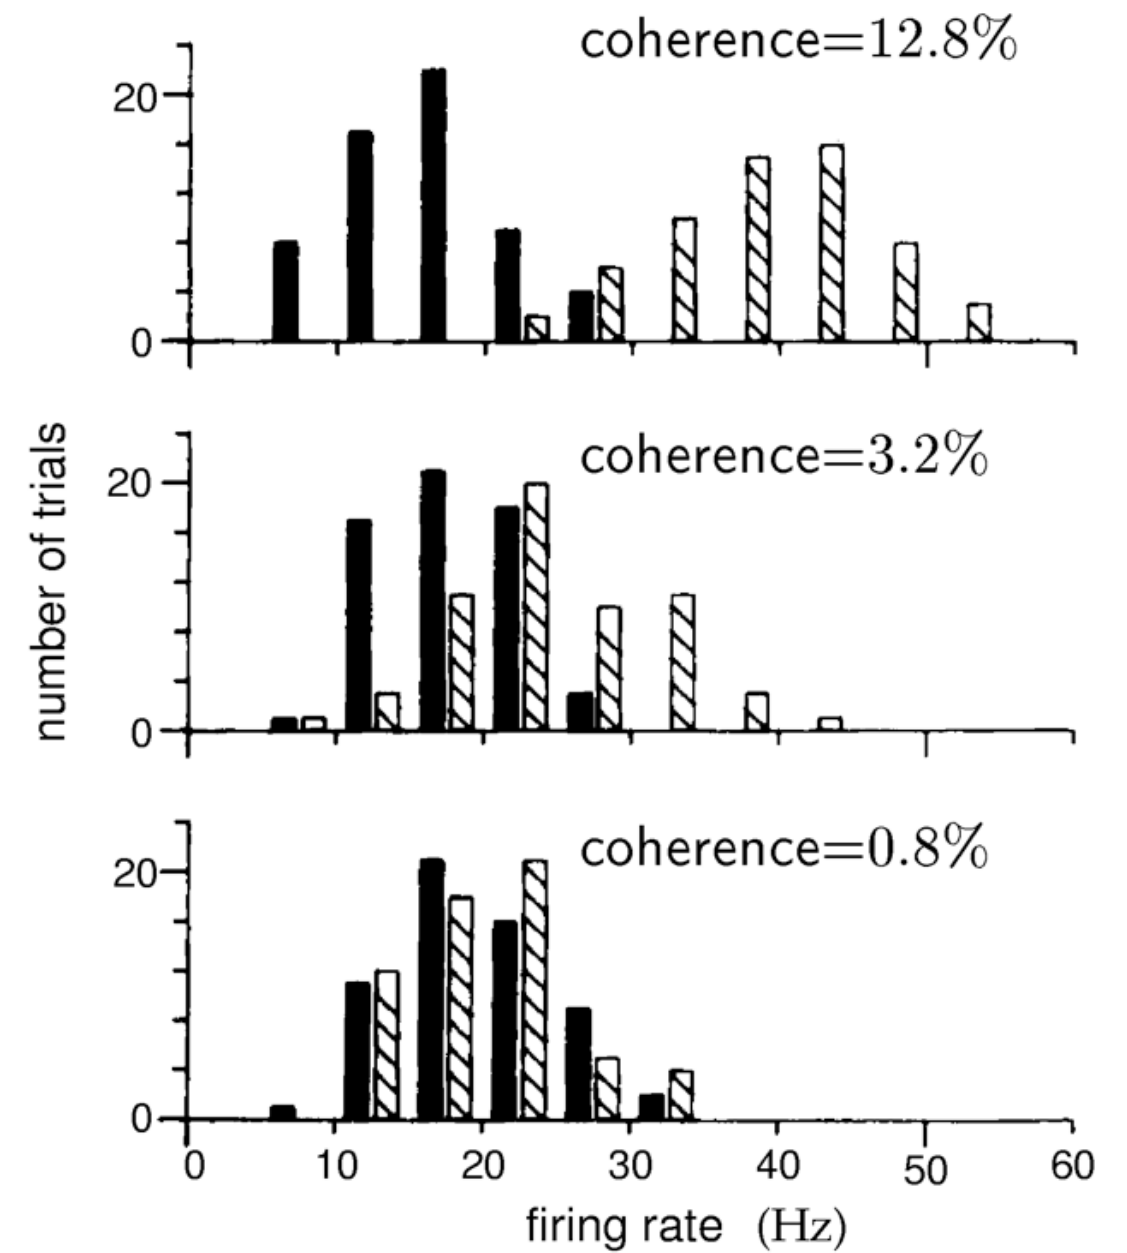 coherence=12.8%
20
0
coherence=3.2%
20
0
number of trials
coherence=0.8%
20
0
0 10 20 30 40 50 60
firing rate (Hz)